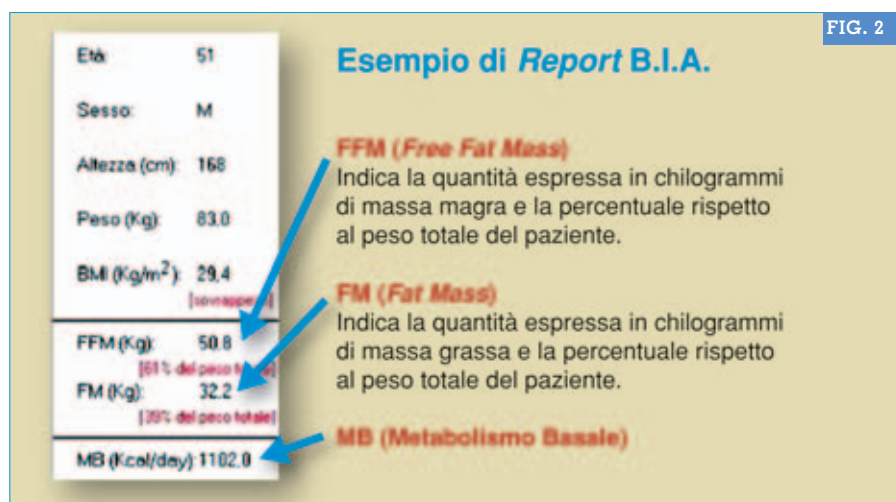 FIG. 2
Esempio di Report B.I.A.
Età: 51
Sesso: M
Altezza (cm): 168
Peso (Kg): 83.0
BMI (Kg/m²): 29,4
[sovrappeso]
FFM (Kg): 50.8
[61% del peso totale]
FM (Kg): 32.2
[39% del peso totale]
MB (Kcal/day): 1102.0
FFM (Free Fat Mass)
Indica la quantità espressa in chilogrammi
di massa magra e la percentuale rispetto
al peso totale del paziente.
FM (Fat Mass)
Indica la quantità espressa in chilogrammi
di massa grassa e la percentuale rispetto
al peso totale del paziente.
MB (Metabolismo Basale)